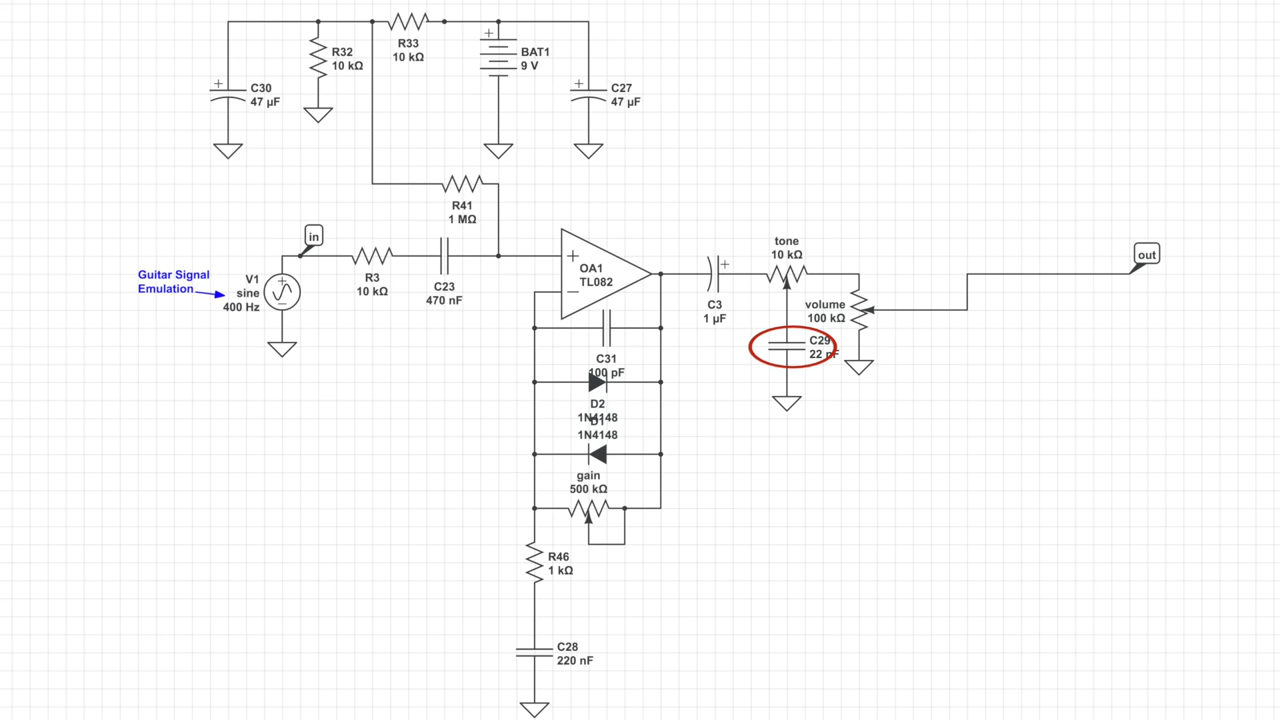 R32
10 kΩ
R33
10 kΩ
+
BAT1
9 V
+
C30
47 µF
+
C27
47 µF
R41
1 MΩ
in
Guitar Signal
Emulation
V1
sine
400 Hz
R3
10 kΩ
C23
470 nF
+
OA1
TL082
−
+
C3
1 µF
tone
10 kΩ
volume
100 kΩ
out
C29
22 nF
C31
100 pF
D2
1N4148
D1
1N4148
gain
500 kΩ
R46
1 kΩ
C28
220 nF